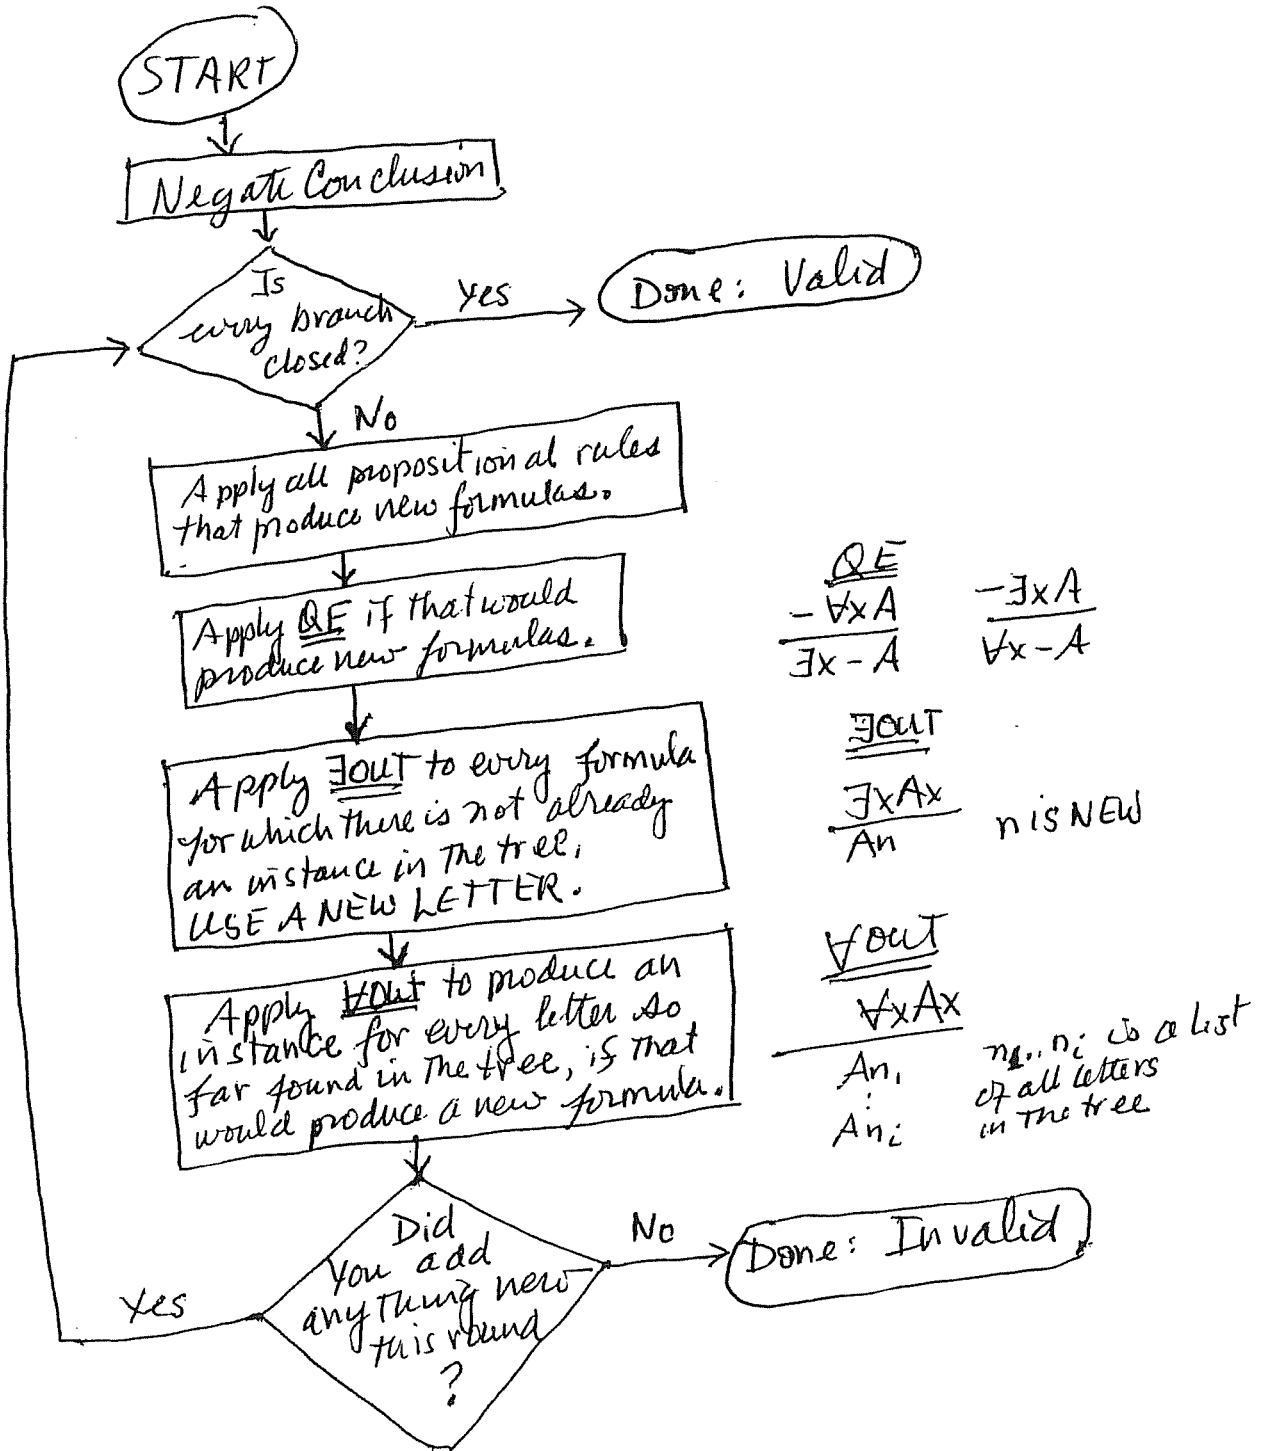 START
Negate Conclusion
Is
every branch
closed?
Yes
Done: Valid
No
Apply all propositional rules
that produce new formulas.
Apply QE if that would
produce new formulas.
QE
-∀xA
∃x-A
-∃xA
∀x-A
Apply ∃OUT to every formula
for which there is not already
an instance in the tree,
USE A NEW LETTER.
∃OUT
∃xAx
An
n is NEW
Apply ∀Out to produce an
instance for every letter so
far found in the tree, if that
would produce a new formula.
∀OUT
∀xAx
An₁
⋮
Anᵢ
n₁..nᵢ is a list
of all letters
in the tree
Did
you add
anything new
this round
?
Yes
No
Done: Invalid